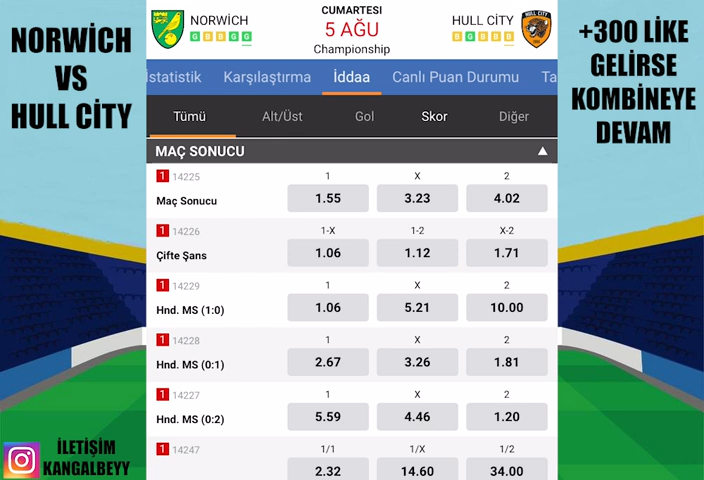 NORWİCH
VS
HULL CİTY
NORWİCH
G B B G G
CUMARTESİ
5 AĞU
Championship
HULL CİTY
B G B B B
+300 LİKE
GELİRSE
KOMBİNEYE
DEVAM
İstatistik Karşılaştırma İddaa Canlı Puan Durumu Ta
Tümü Alt/Üst Gol Skor Diğer
MAÇ SONUCU
1 14225 1 X 2
Maç Sonucu 1.55 3.23 4.02
1 14226 1-X 1-2 X-2
Çifte Şans 1.06 1.12 1.71
1 14229 1 X 2
Hnd. MS (1:0) 1.06 5.21 10.00
1 14228 1 X 2
Hnd. MS (0:1) 2.67 3.26 1.81
1 14227 1 X 2
Hnd. MS (0:2) 5.59 4.46 1.20
1 14247 1/1 1/X 1/2
2.32 14.60 34.00
İLETİŞİM
KANGALBEYY